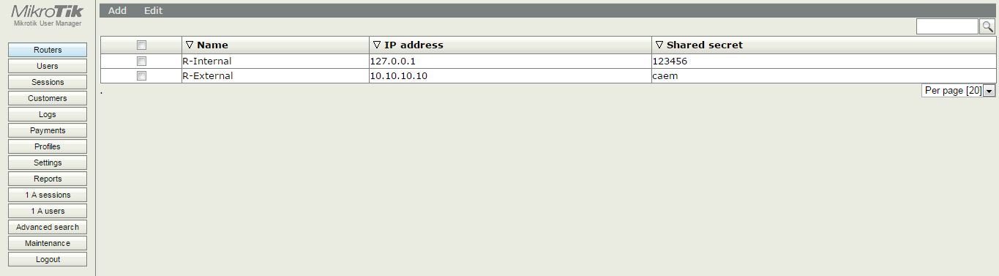 MikroTik
Mikrotik User Manager
Routers
Users
Sessions
Customers
Logs
Payments
Profiles
Settings
Reports
1 A sessions
1 A users
Advanced search
Maintenance
Logout
Add Edit
▽ Name ▽ IP address ▽ Shared secret
R-Internal 127.0.0.1 123456
R-External 10.10.10.10 caem
.
Per page [20]